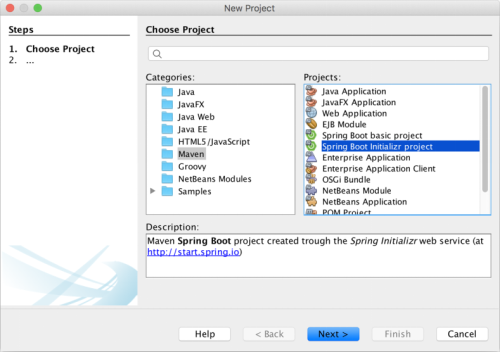 New Project
Steps
1. Choose Project
2. ...
Choose Project
Categories:
Java
JavaFX
Java Web
Java EE
HTML5/JavaScript
Maven
Groovy
NetBeans Modules
Samples
Projects:
Java Application
JavaFX Application
Web Application
EJB Module
Spring Boot basic project
Spring Boot Initializr project
Enterprise Application
Enterprise Application Client
OSGi Bundle
NetBeans Module
NetBeans Application
POM Project
Description:
Maven Spring Boot project created trough the Spring Initializr web service (at
http://start.spring.io)
Help
< Back
Next >
Finish
Cancel